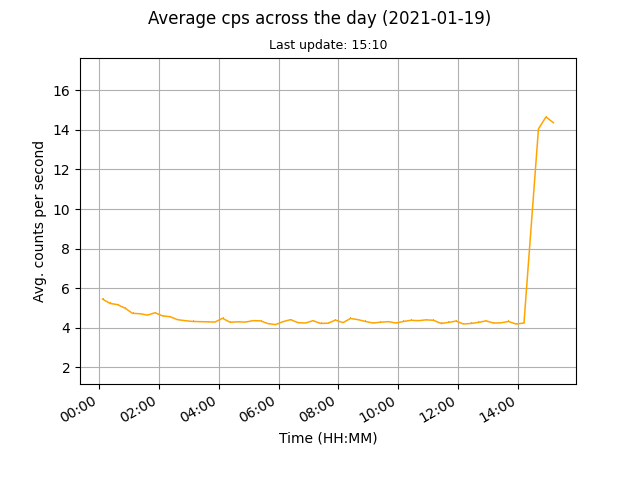 Average cps across the day (2021-01-19)
Last update: 15:10
Avg. counts per second
16
14
12
10
8
6
4
2
00:00 02:00 04:00 06:00 08:00 10:00 12:00 14:00
Time (HH:MM)